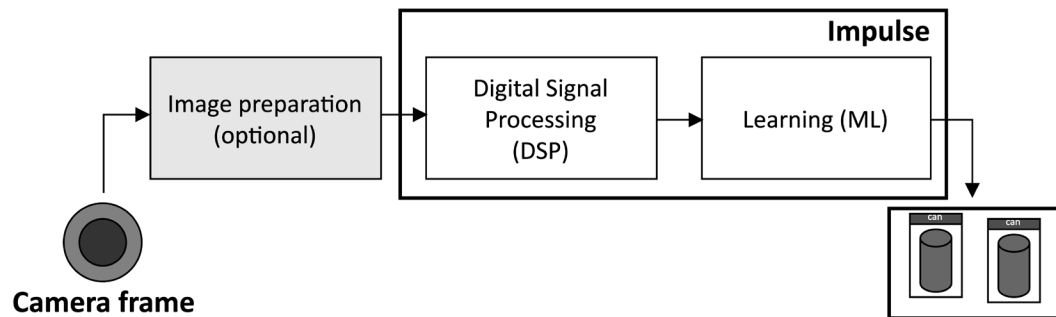 Impulse
Image preparation
(optional)
Digital Signal
Processing
(DSP)
Learning (ML)
can
can
Camera frame